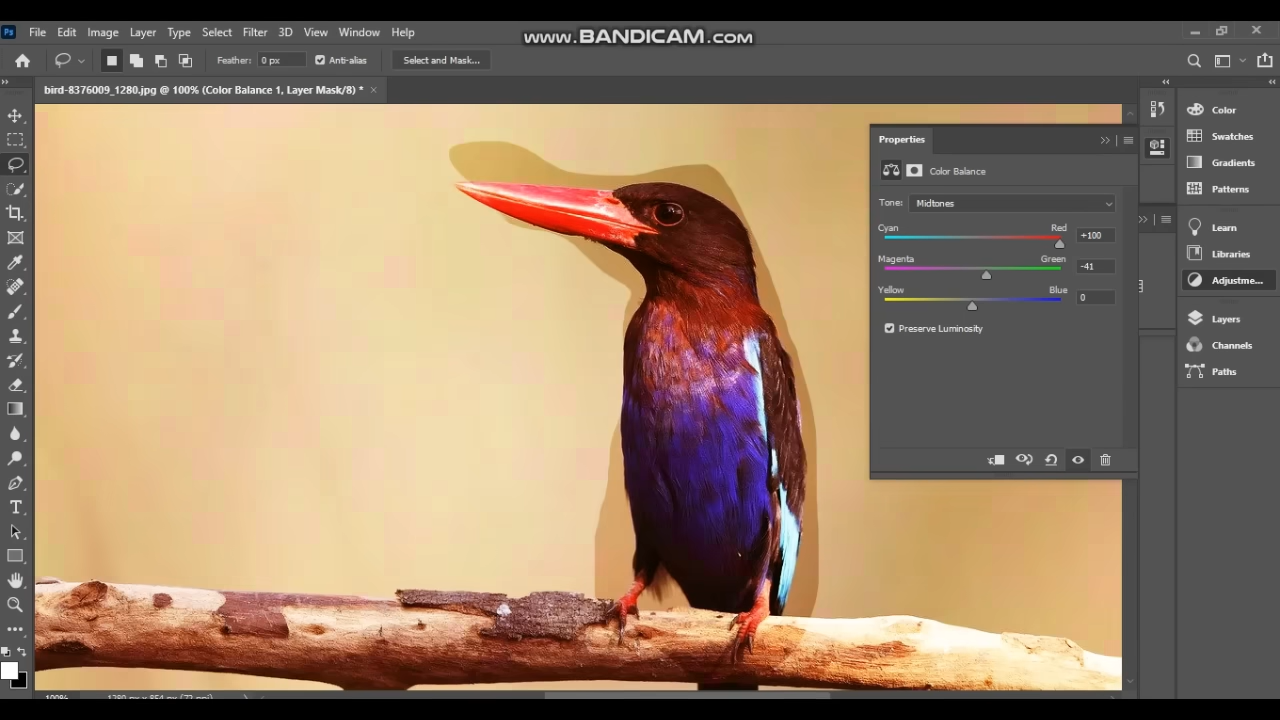 www.BANDICAM.com
Ps File Edit Image Layer Type Select Filter 3D View Window Help
Feather: 0 px Anti-alias Select and Mask...
bird-8376009_1280.jpg @ 100% (Color Balance 1, Layer Mask/8) * ×
Properties
Color Balance
Tone: Midtones
Cyan Red +100
Magenta Green -41
Yellow Blue 0
Preserve Luminosity
Color
Swatches
Gradients
Patterns
Learn
Libraries
Adjustme...
Layers
Channels
Paths
100% 1280 px x 854 px (72 ppi)